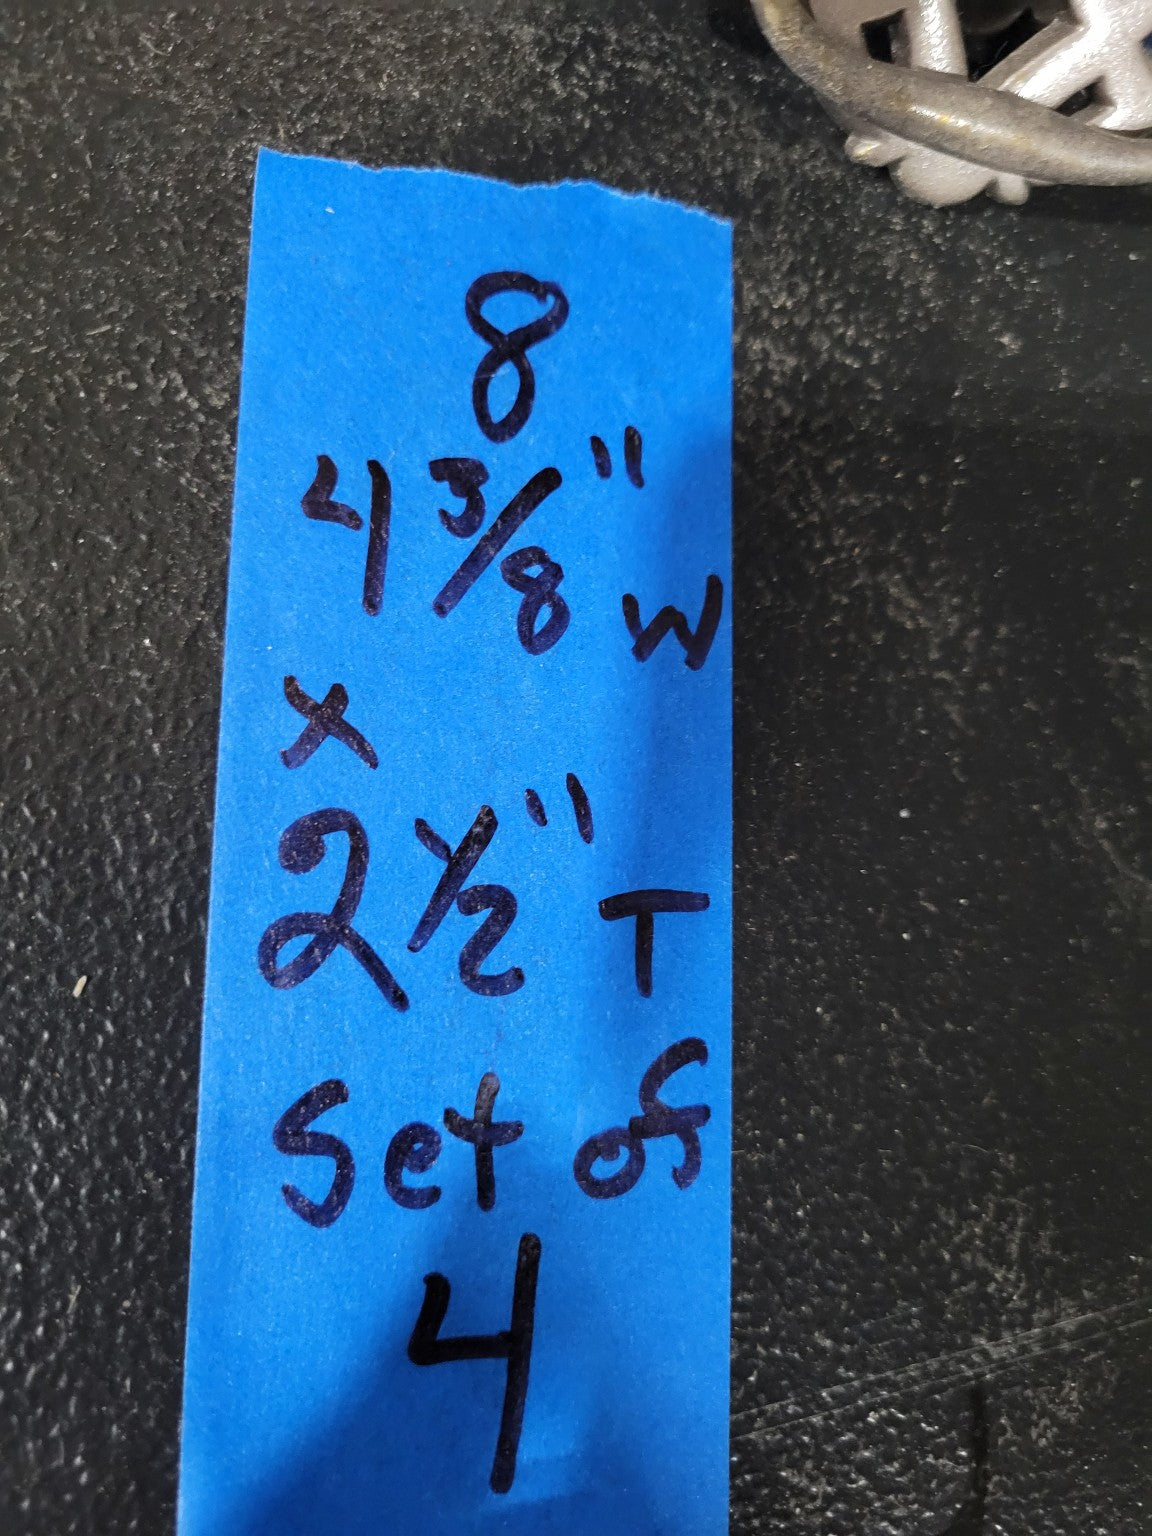 8
4 3/8" W
x
2 1/2" T
Set of
4